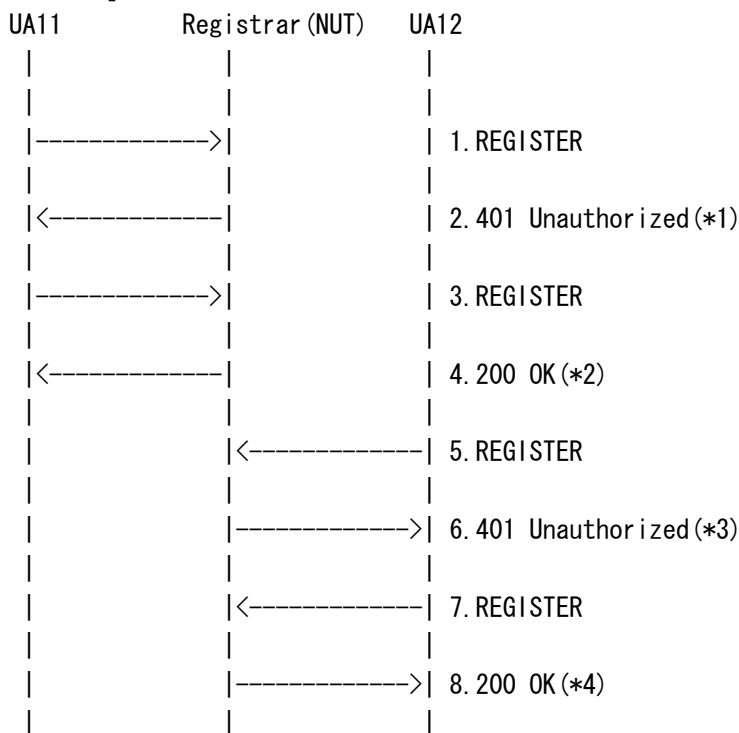 UA11 Registrar(NUT) UA12
| | |
| | |
|------------->| | 1.REGISTER
| | |
|<-------------| | 2.401 Unauthorized(*1)
| | |
|------------->| | 3.REGISTER
| | |
|<-------------| | 4.200 OK(*2)
| | |
| |<-------------| 5.REGISTER
| | |
| |------------->| 6.401 Unauthorized(*3)
| | |
| |<-------------| 7.REGISTER
| | |
| |------------->| 8.200 OK(*4)
| | |